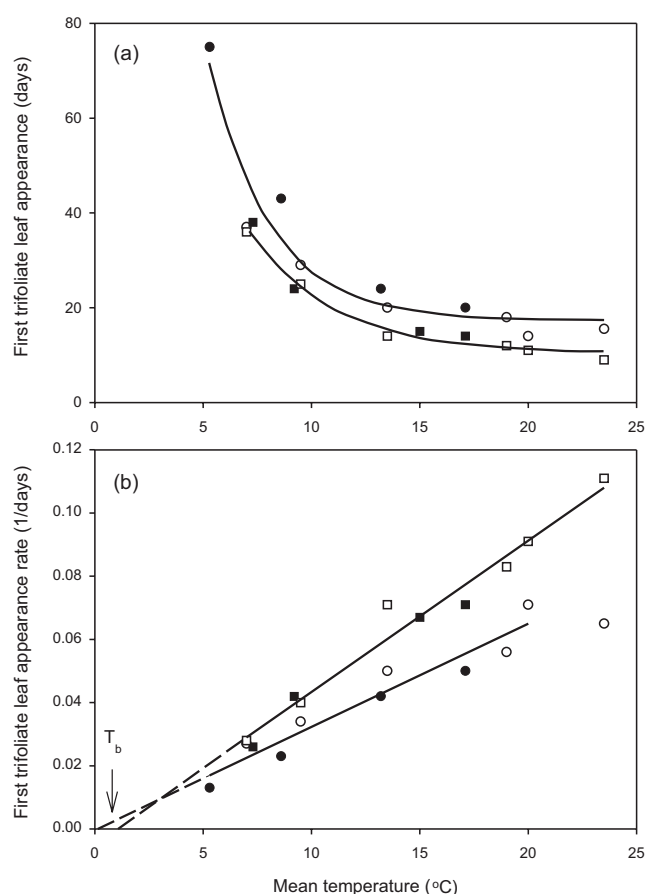 80
(a)
60
40
20
0
First trifoliate leaf appearance (days)
0 5 10 15 20 25
0.12
(b)
0.10
0.08
0.06
0.04
0.02
0.00
First trifoliate leaf appearance rate (1/days)
Tb
0 5 10 15 20 25
Mean temperature (oC)